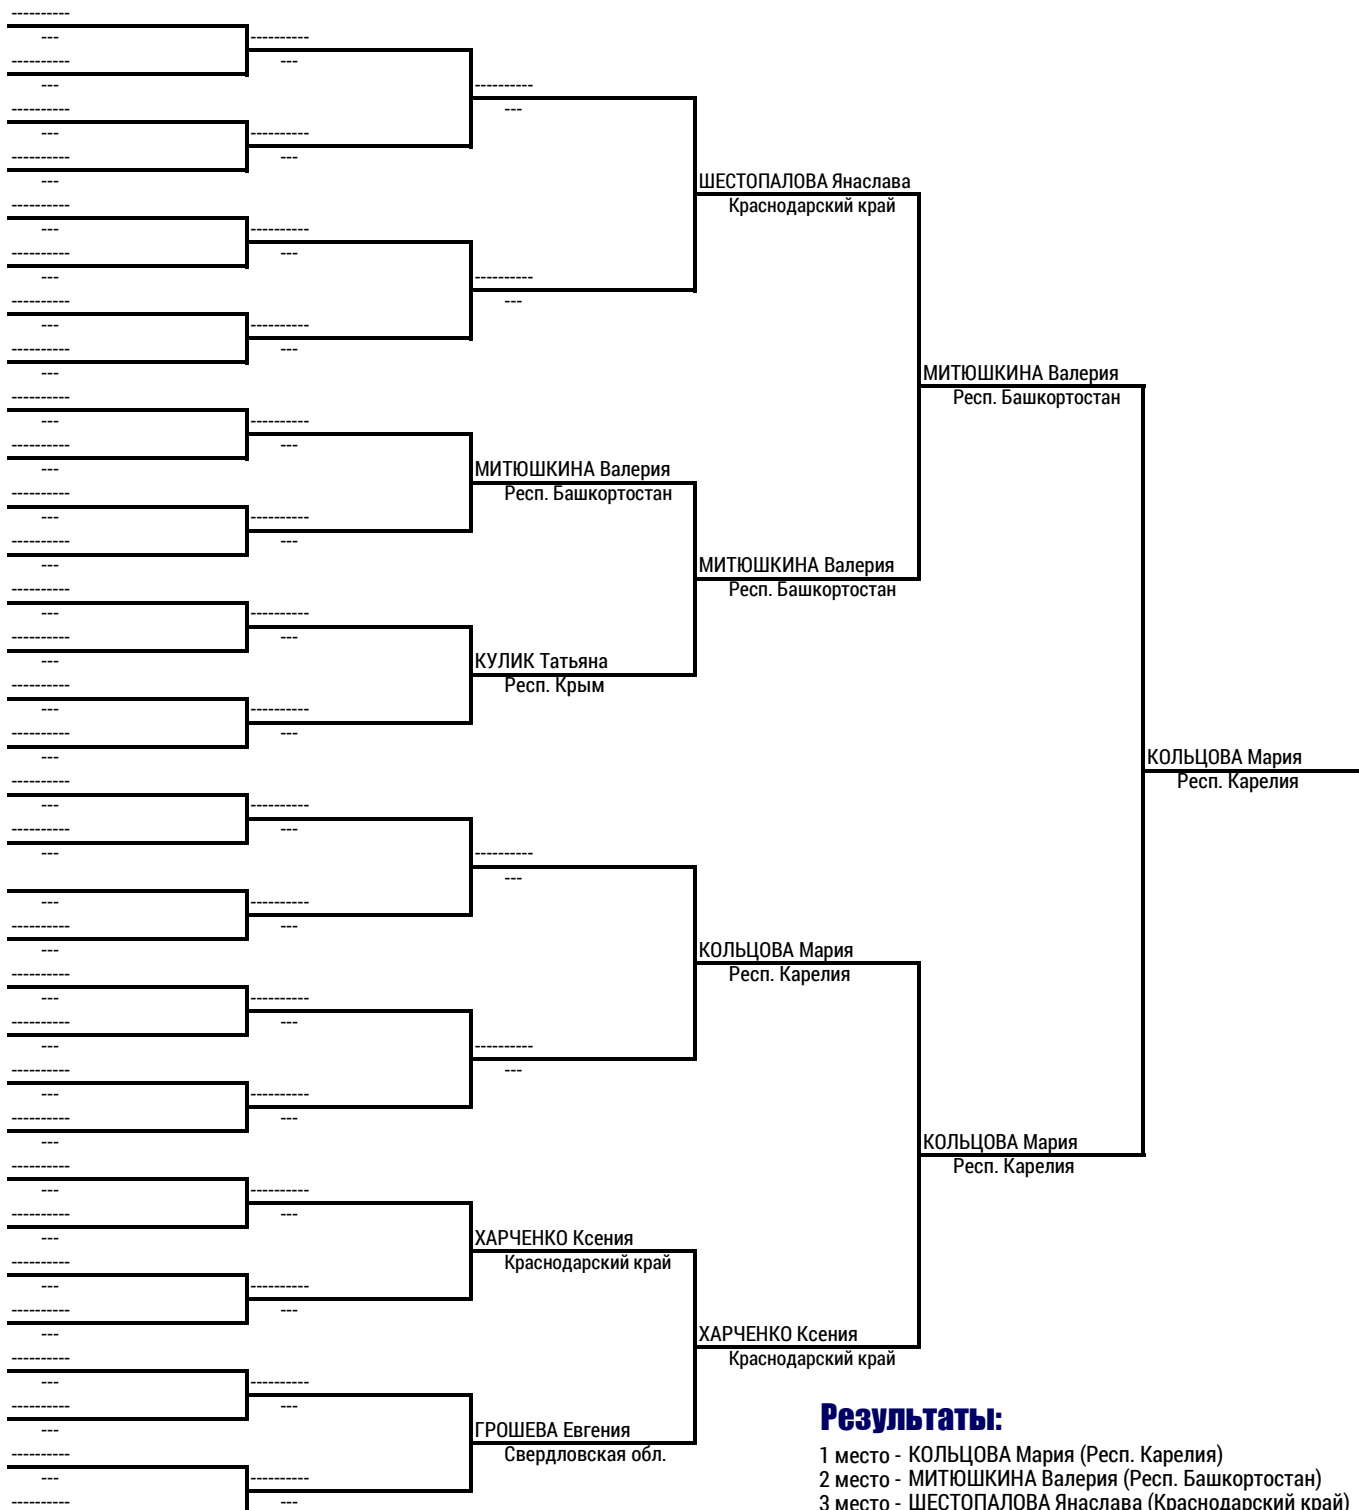 ШЕСТОПАЛОВА Янаслава
Краснодарский край
МИТЮШКИНА Валерия
Респ. Башкортостан
МИТЮШКИНА Валерия
Респ. Башкортостан
МИТЮШКИНА Валерия
Респ. Башкортостан
КУЛИК Татьяна
Респ. Крым
КОЛЬЦОВА Мария
Респ. Карелия
КОЛЬЦОВА Мария
Респ. Карелия
КОЛЬЦОВА Мария
Респ. Карелия
ХАРЧЕНКО Ксения
Краснодарский край
ХАРЧЕНКО Ксения
Краснодарский край
ГРОШЕВА Евгения
Свердловская обл.
Результаты:
1 место - КОЛЬЦОВА Мария (Респ. Карелия)
2 место - МИТЮШКИНА Валерия (Респ. Башкортостан)
3 место - ШЕСТОПАЛОВА Янаслава (Краснодарский край)